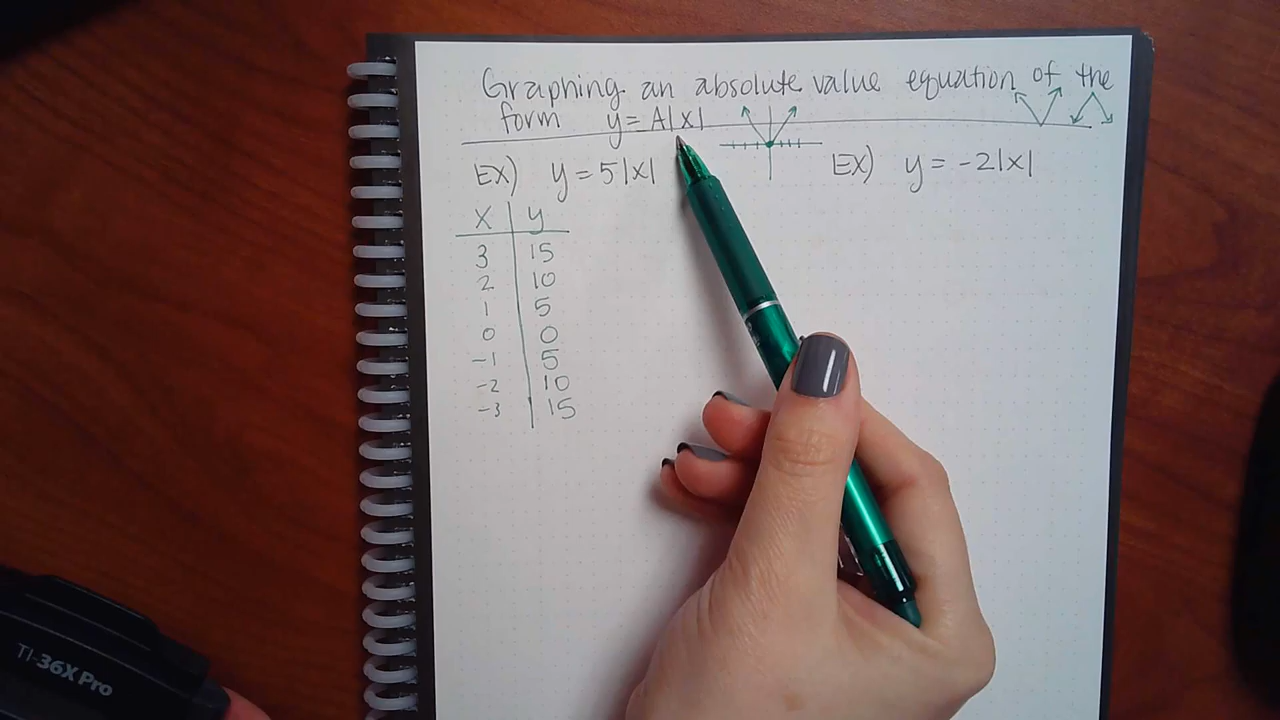 Graphing an absolute value equation of the
form y = A|x|
EX) y = 5|x|
EX) y = -2|x|
x y
3 15
2 10
1 5
0 0
-1 5
-2 10
-3 15
TI-36X Pro